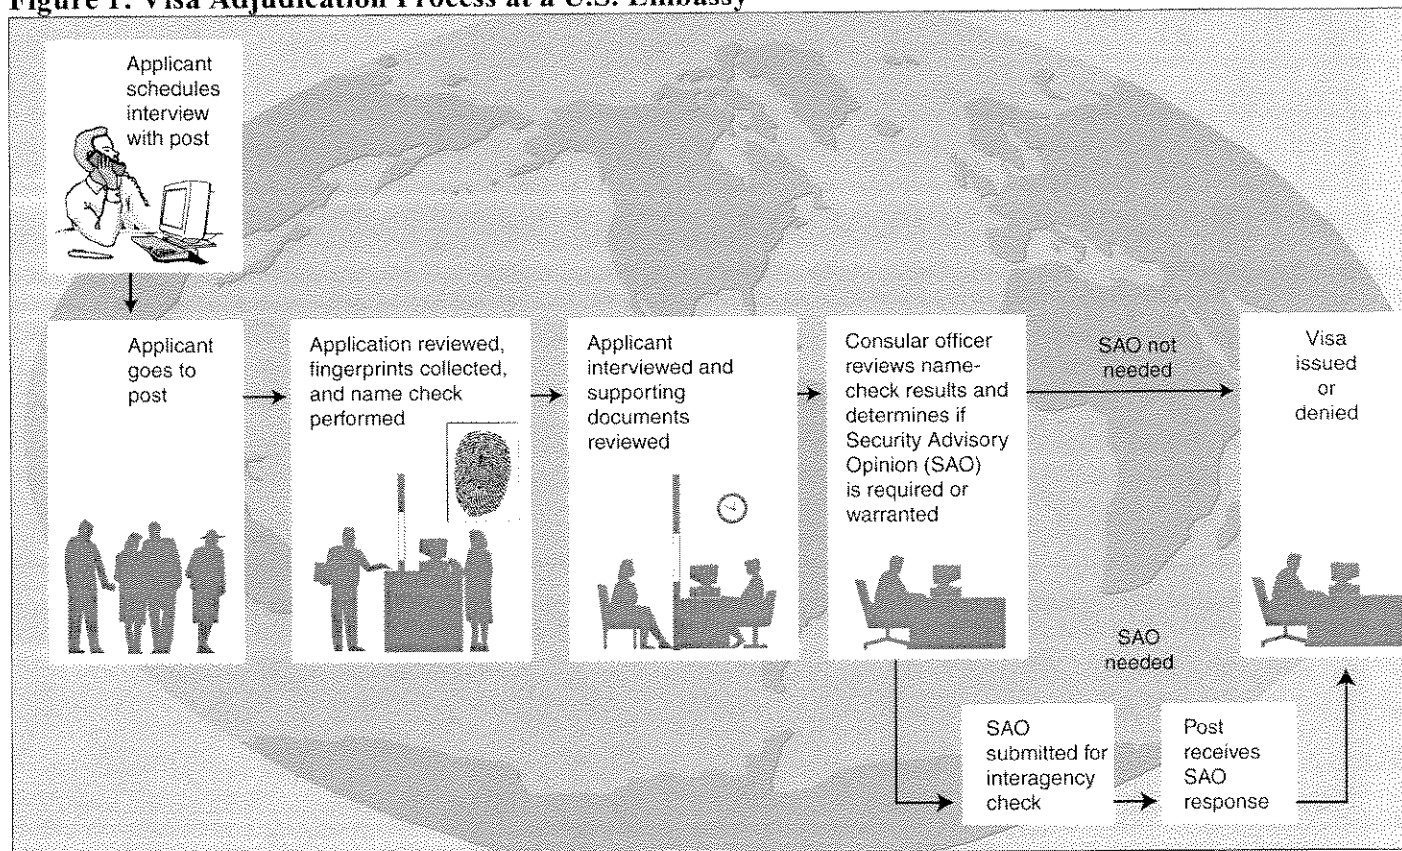 Figure 1: Visa Adjudication Process at a U.S. Embassy
Applicant
schedules
interview
with post
Applicant
goes to
post
Application reviewed,
fingerprints collected,
and name check
performed
Applicant
interviewed and
supporting
documents
reviewed
Consular officer
reviews name-
check results and
determines if
Security Advisory
Opinion (SAO)
is required or
warranted
SAO not
needed
Visa
issued
or
denied
SAO
needed
SAO
submitted for
interagency
check
Post
receives
SAO
response